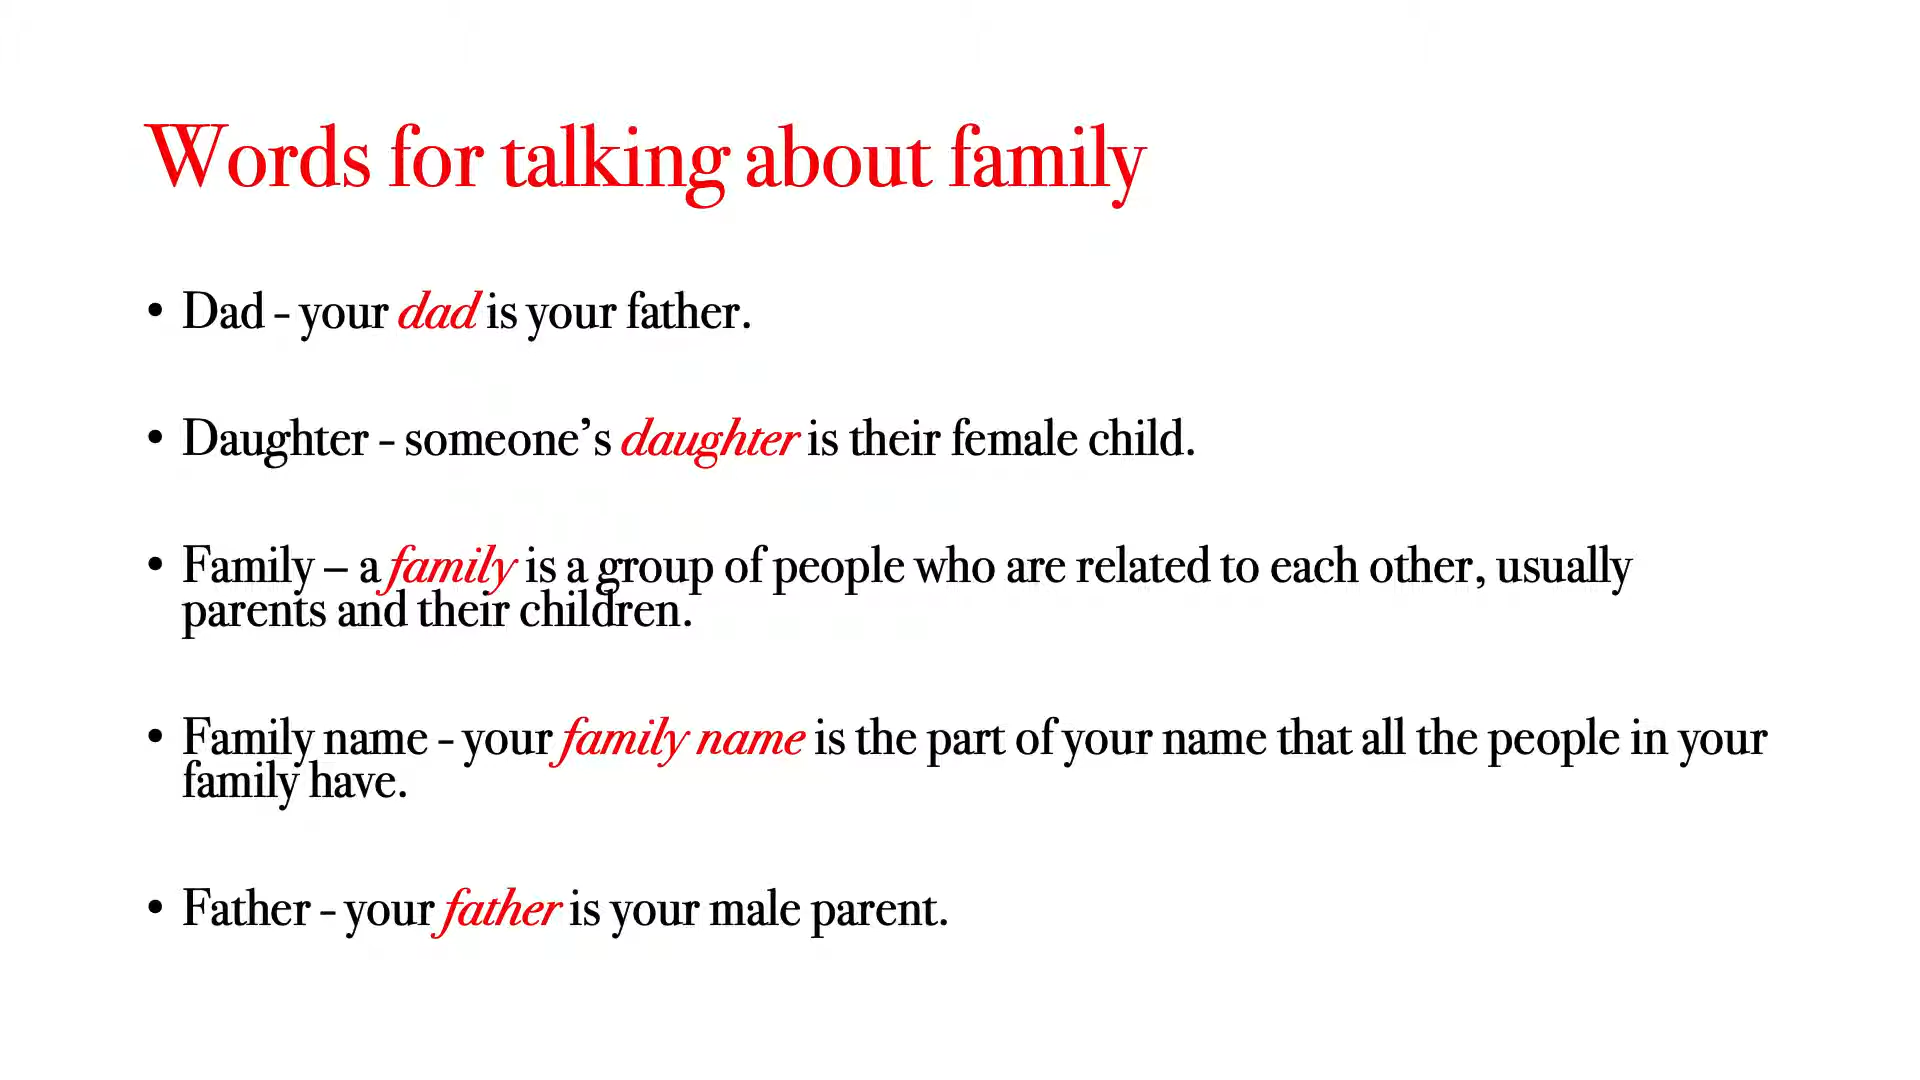 Words for talking about family
• Dad - your dad is your father.
• Daughter - someone’s daughter is their female child.
• Family – a family is a group of people who are related to each other, usually
parents and their children.
• Family name - your family name is the part of your name that all the people in your
family have.
• Father - your father is your male parent.